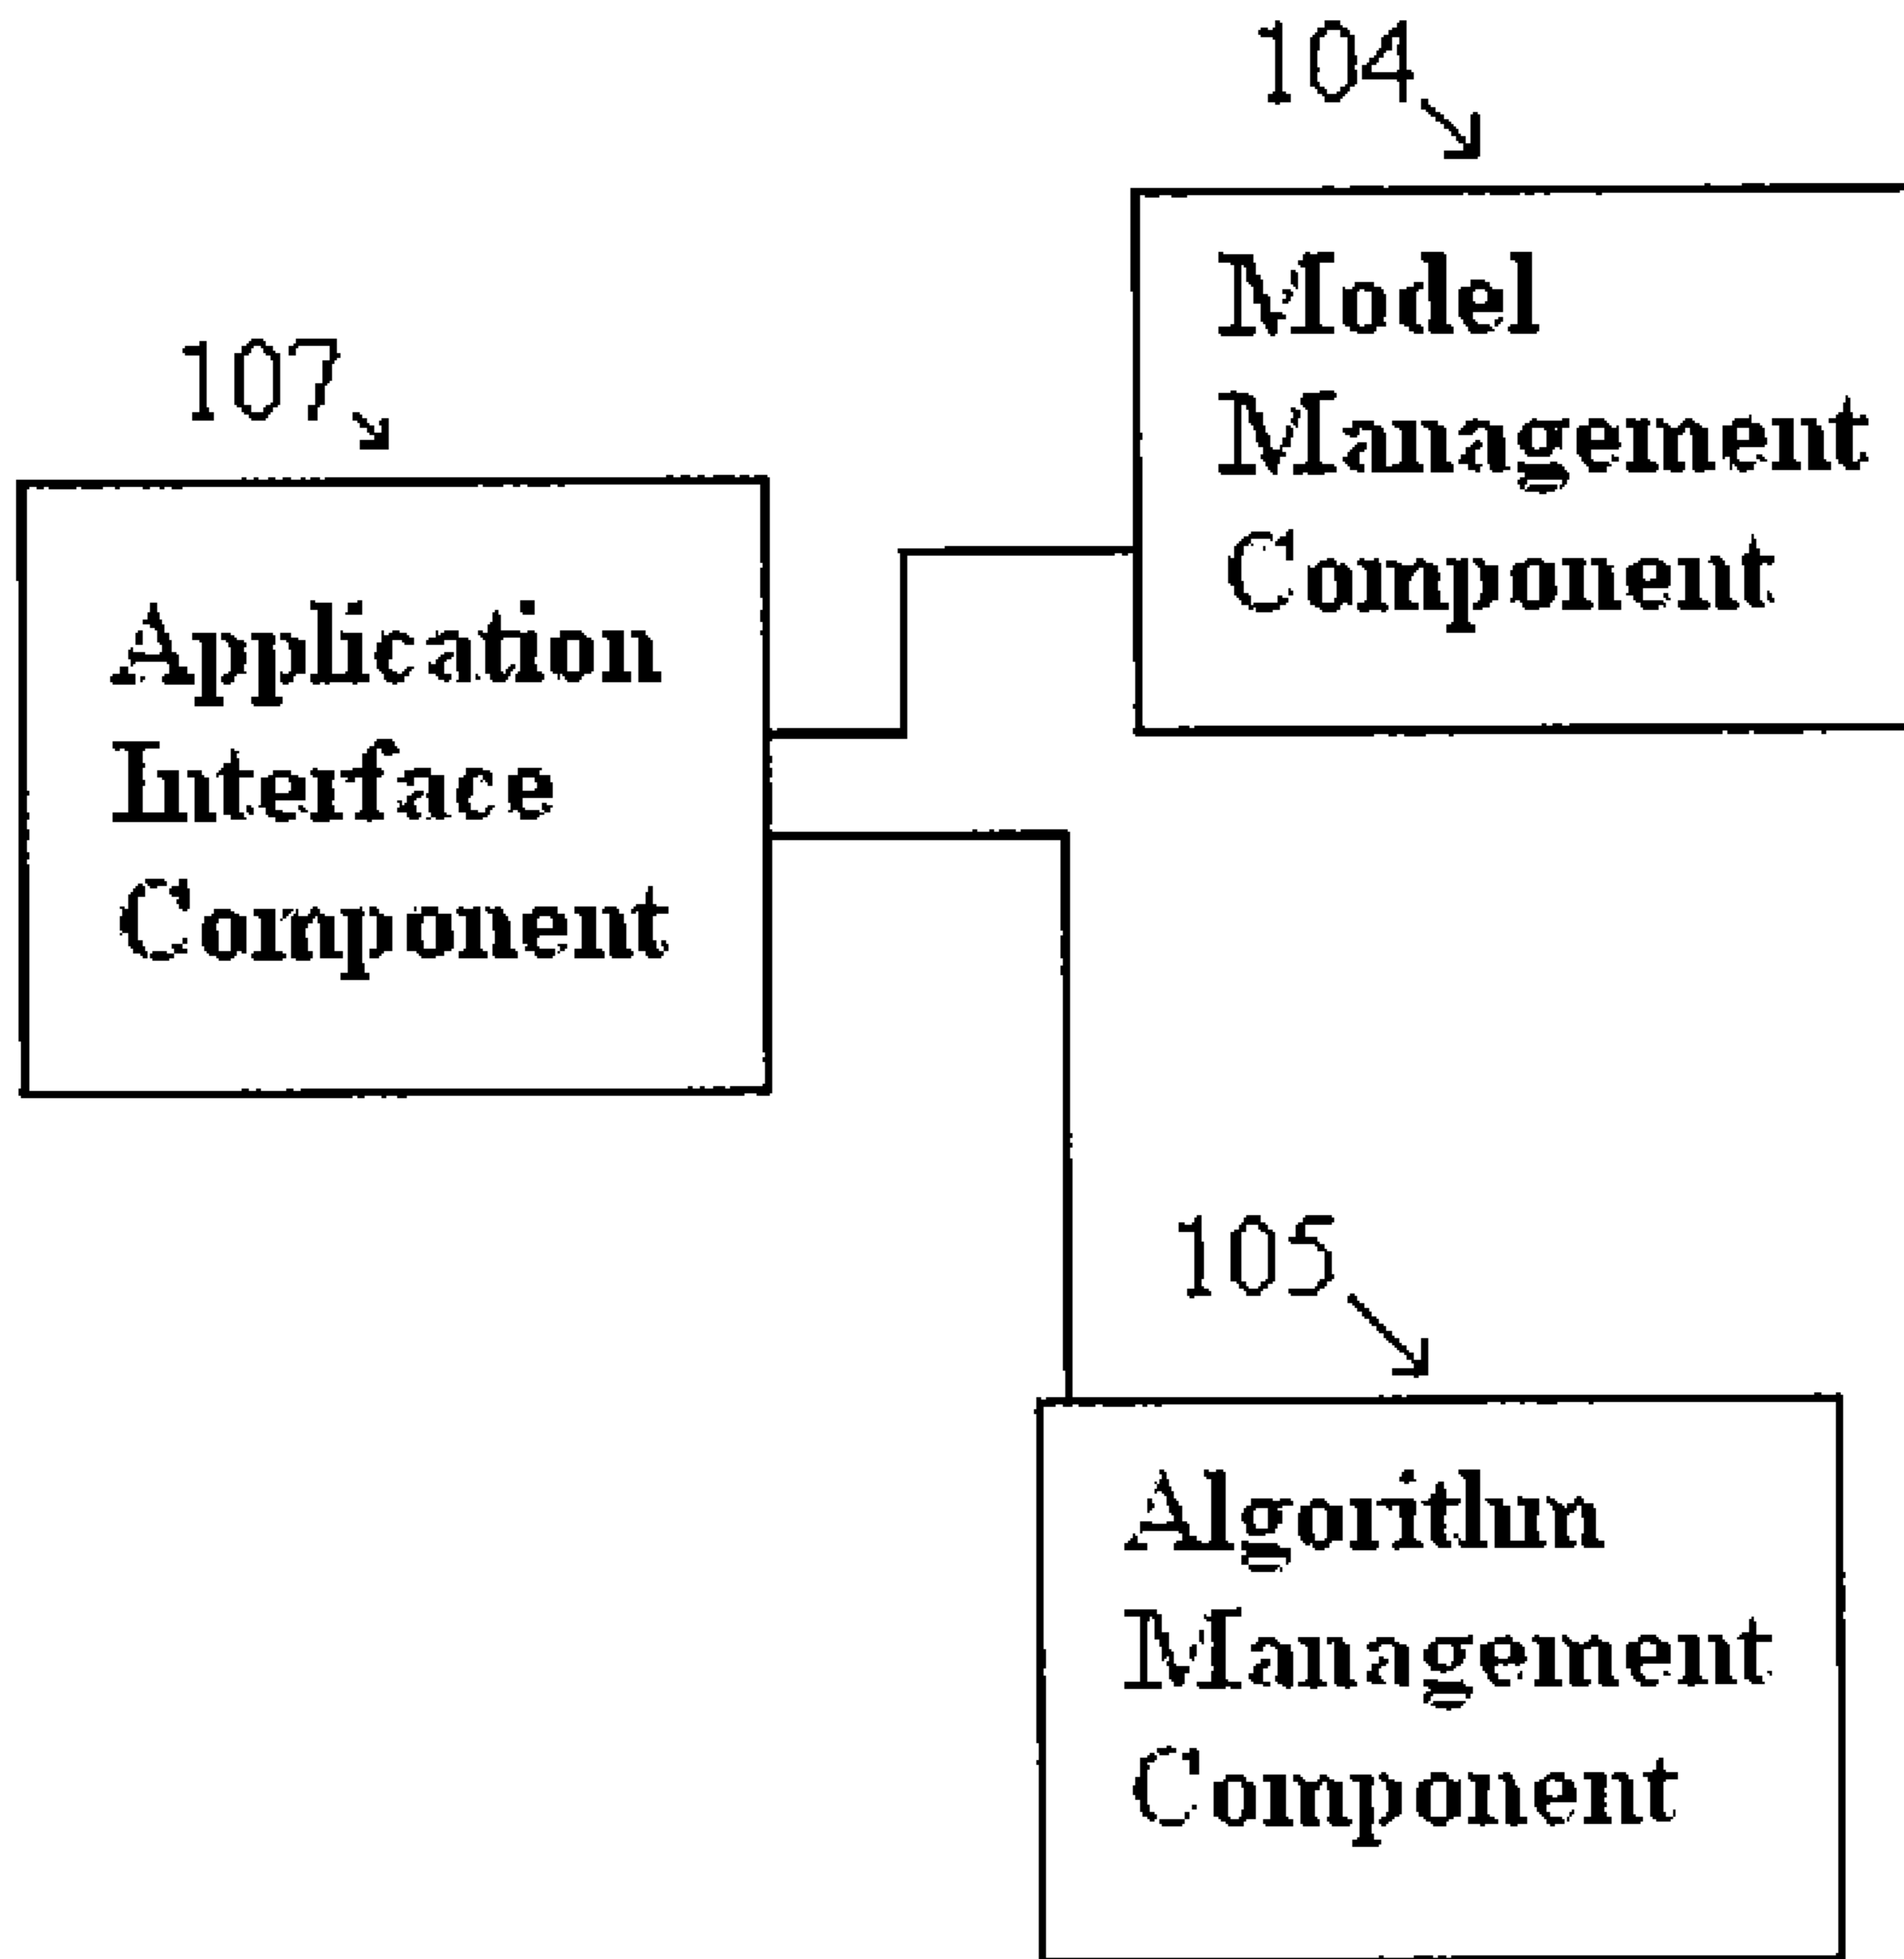 104
Model
Management
Component
107
Application
Interface
Component
105
Algorithm
Management
Component